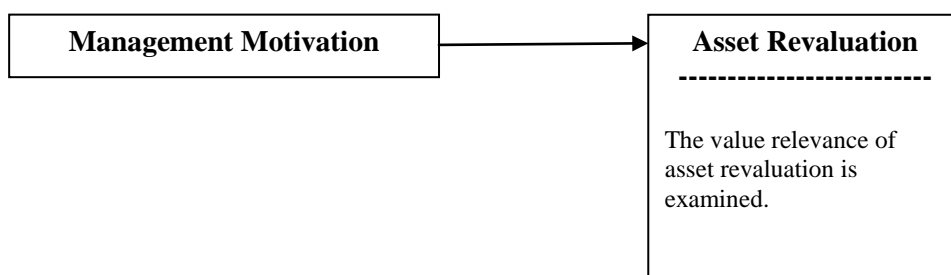 Management Motivation
Asset Revaluation
--------------------------
The value relevance of
asset revaluation is
examined.